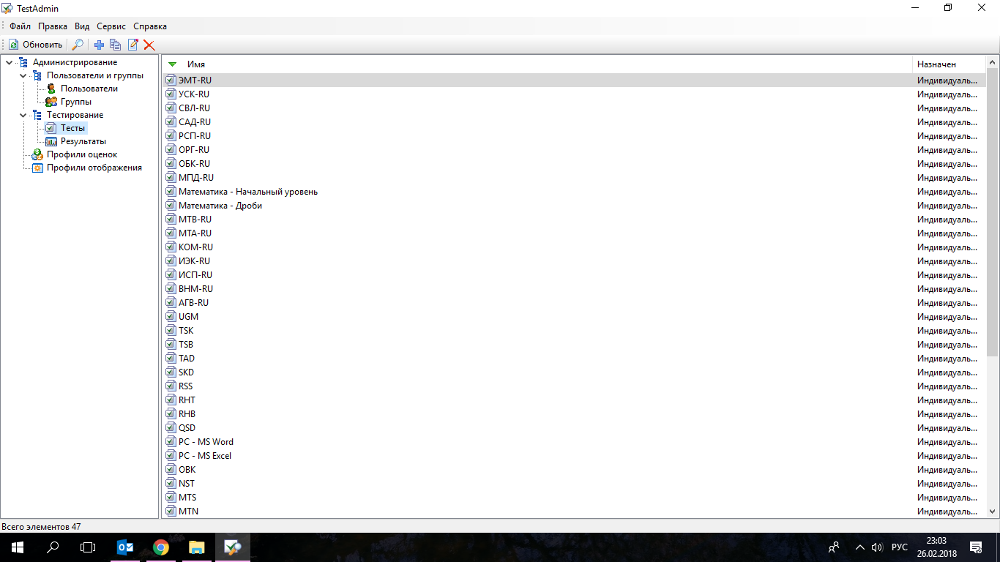 TestAdmin
Файл Правка Вид Сервис Справка
Обновить
Администрирование
Пользователи и группы
Пользователи
Группы
Тестирование
Тесты
Результаты
Профили оценок
Профили отображения
Имя Назначен
ЭМТ-RU Индивидуаль...
УСК-RU Индивидуаль...
СВЛ-RU Индивидуаль...
САД-RU Индивидуаль...
РСП-RU Индивидуаль...
ОРГ-RU Индивидуаль...
ОБК-RU Индивидуаль...
МПД-RU Индивидуаль...
Математика - Начальный уровень Индивидуаль...
Математика - Дроби Индивидуаль...
МТВ-RU Индивидуаль...
МТА-RU Индивидуаль...
КОМ-RU Индивидуаль...
ИЭК-RU Индивидуаль...
ИСП-RU Индивидуаль...
ВНМ-RU Индивидуаль...
АГВ-RU Индивидуаль...
UGM Индивидуаль...
TSK Индивидуаль...
TSB Индивидуаль...
TAD Индивидуаль...
SKD Индивидуаль...
RSS Индивидуаль...
RHT Индивидуаль...
RHB Индивидуаль...
QSD Индивидуаль...
PC - MS Word Индивидуаль...
PC - MS Excel Индивидуаль...
OBK Индивидуаль...
NST Индивидуаль...
MTS Индивидуаль...
MTN Индивидуаль...
Всего элементов 47
РУС
23:03
26.02.2018